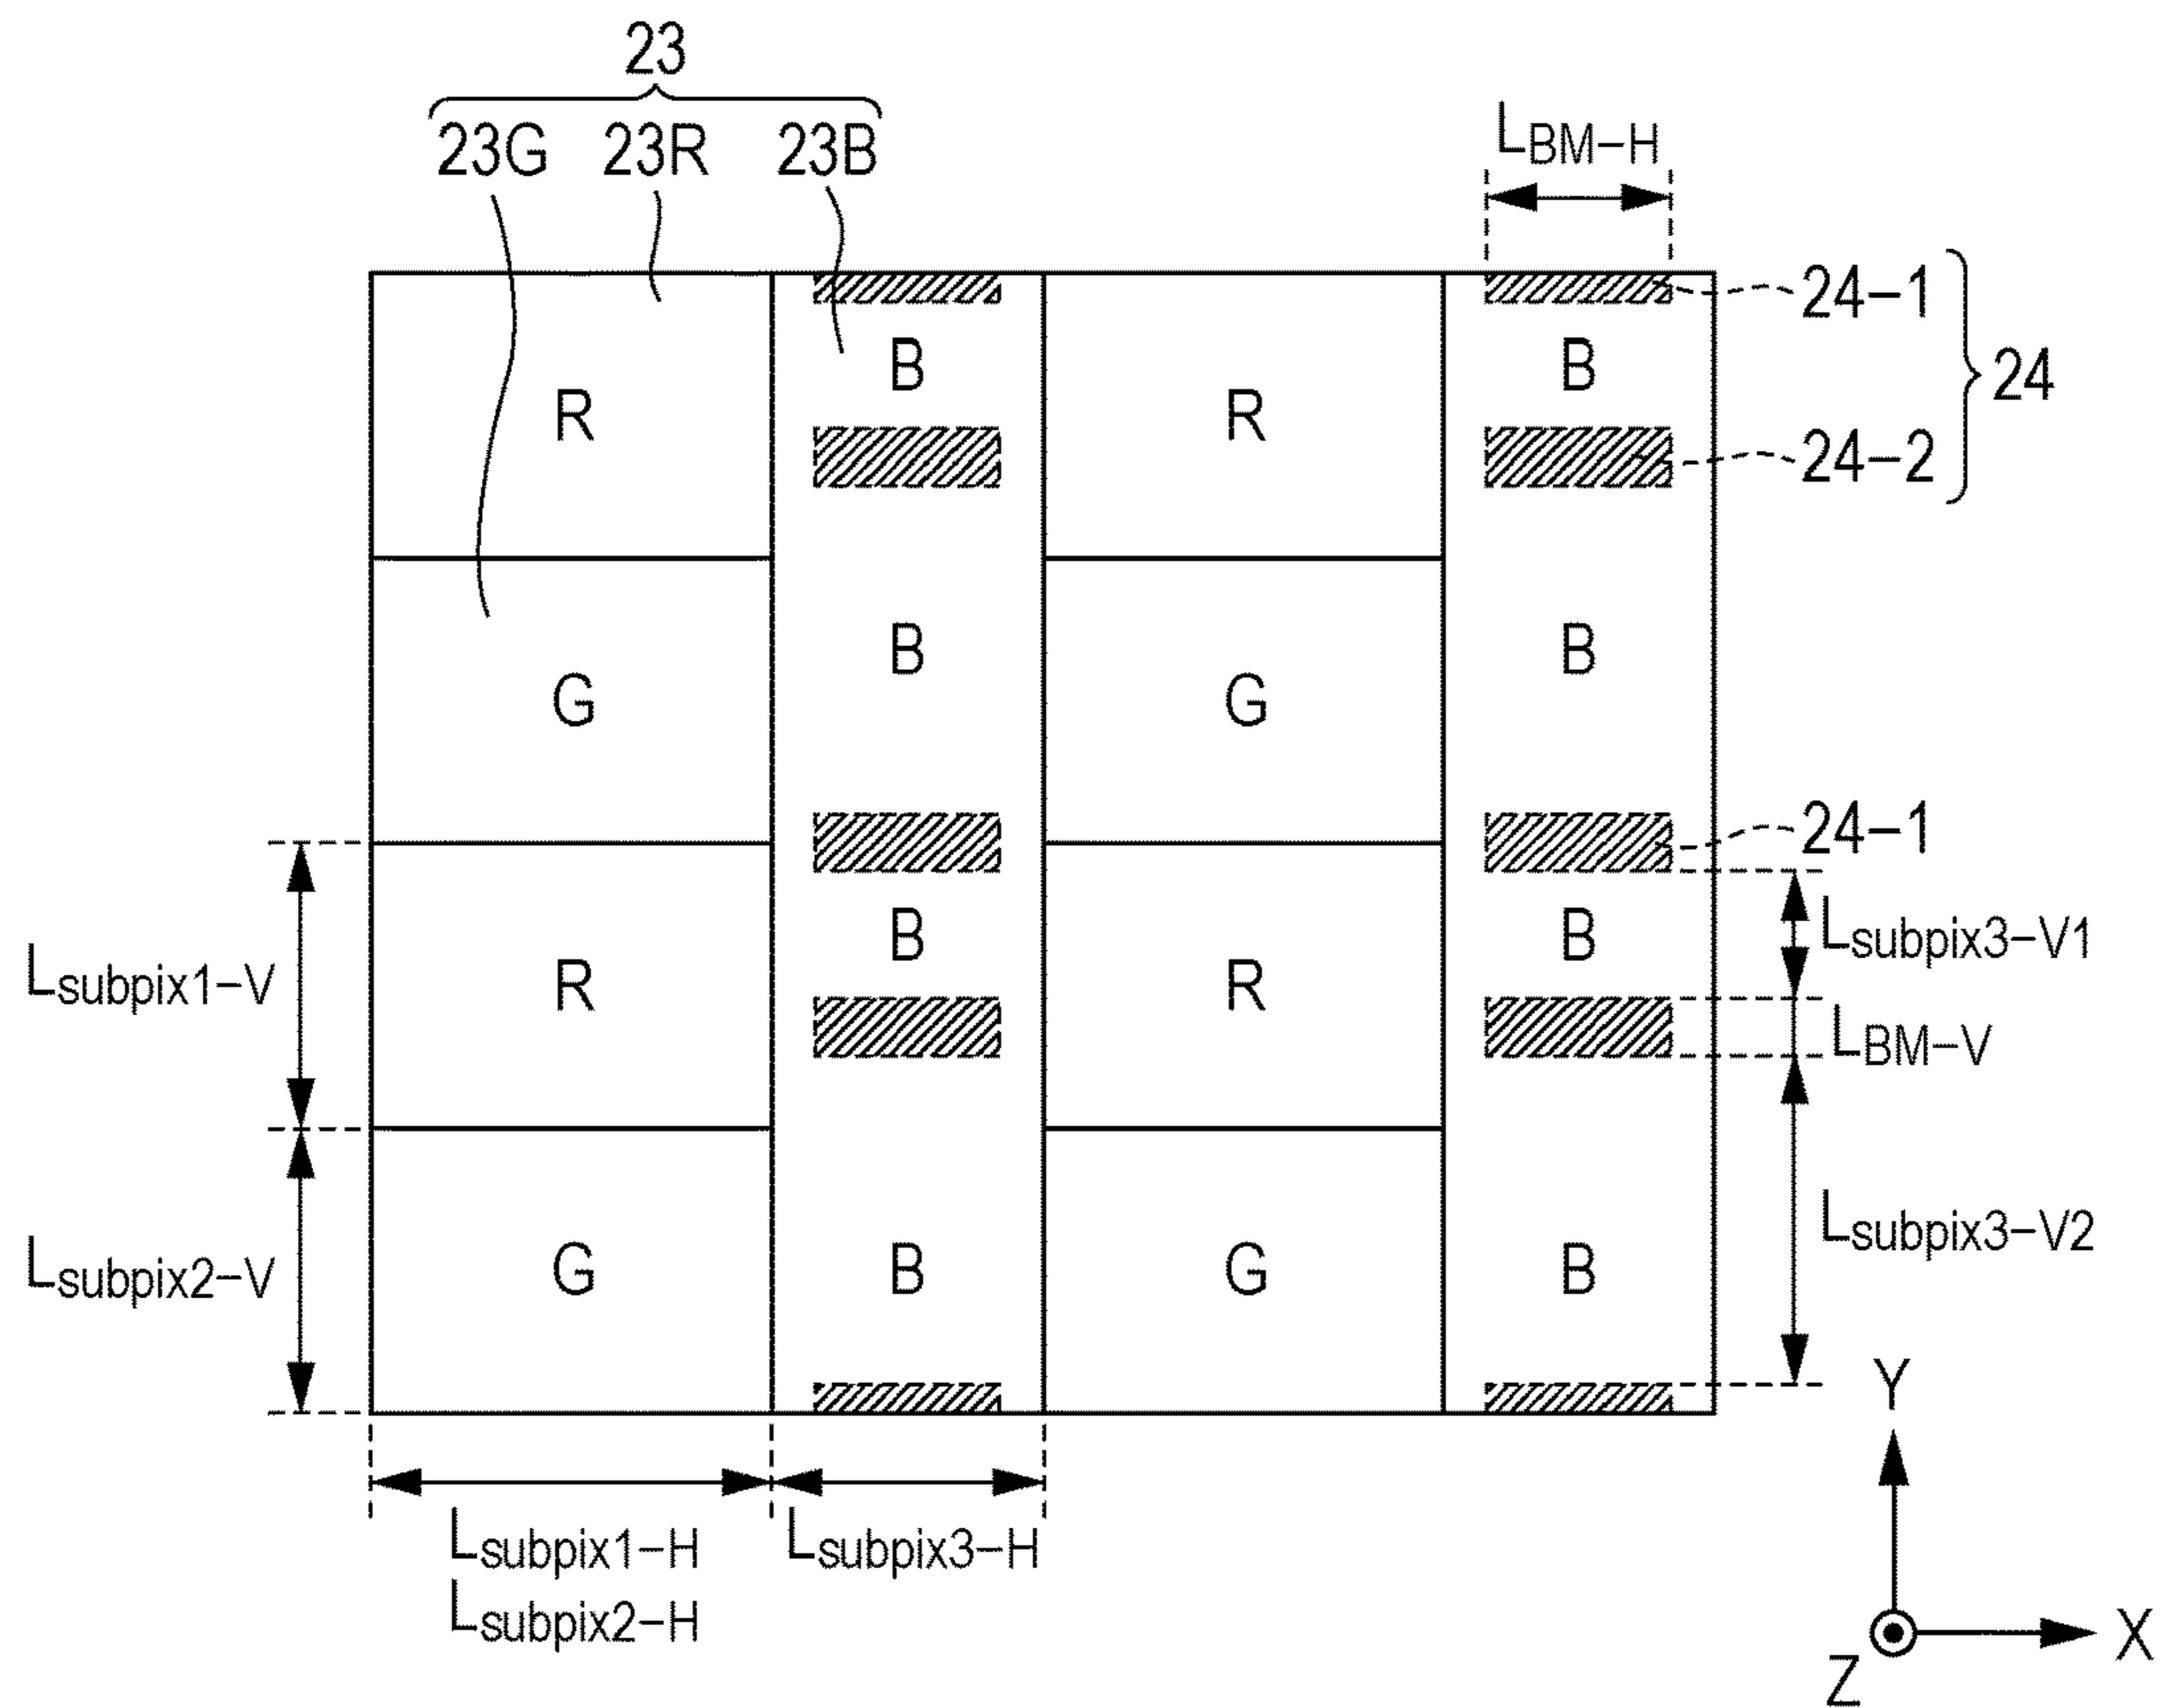 23
23G 23R 23B
LBM-H
24-1
24-2
24
R B R B
G B G B
24-1
R B R B
G B G B
Lsubpix1-V
Lsubpix2-V
Lsubpix3-V1
LBM-V
Lsubpix3-V2
Lsubpix1-H
Lsubpix2-H
Lsubpix3-H
Y
X
Z